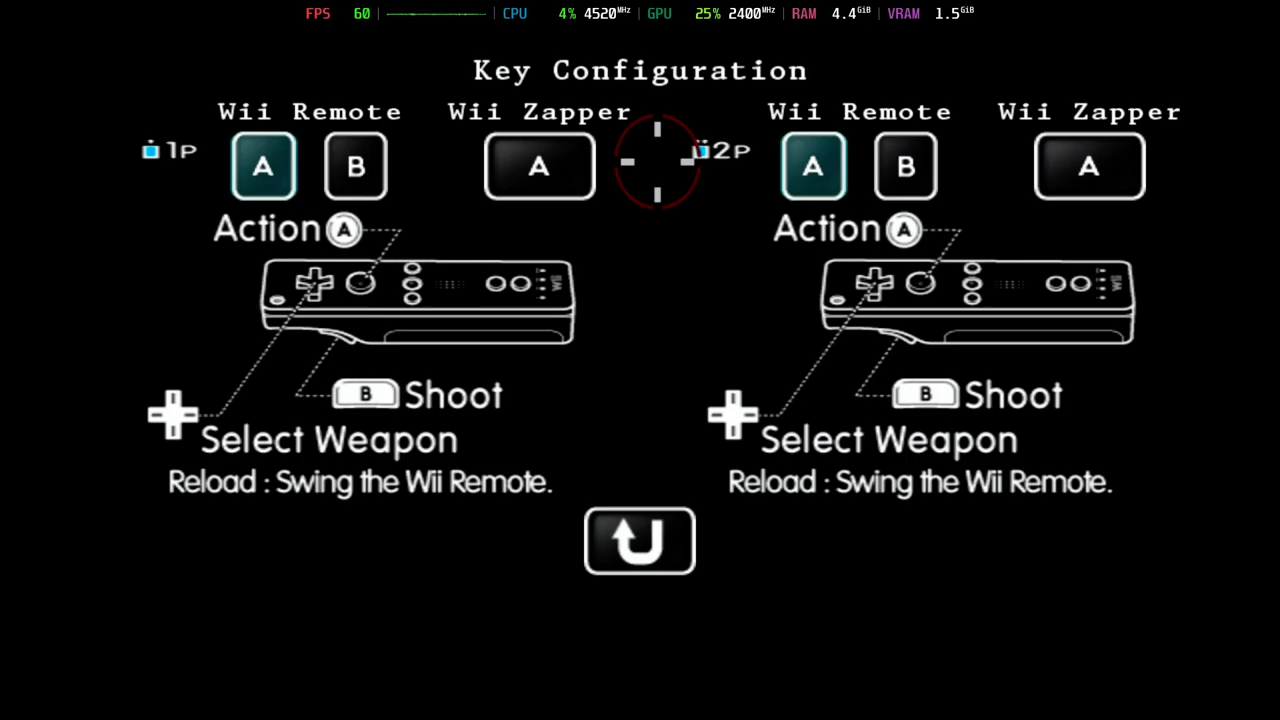 FPS 60 CPU 4% 4520MHz GPU 25% 2400MHz RAM 4.4GiB VRAM 1.5GiB
Key Configuration
Wii Remote Wii Zapper Wii Remote Wii Zapper
1P A B A 2P A B A
Action A Action A
Wii Wii
B Shoot B Shoot
Select Weapon Select Weapon
Reload : Swing the Wii Remote. Reload : Swing the Wii Remote.